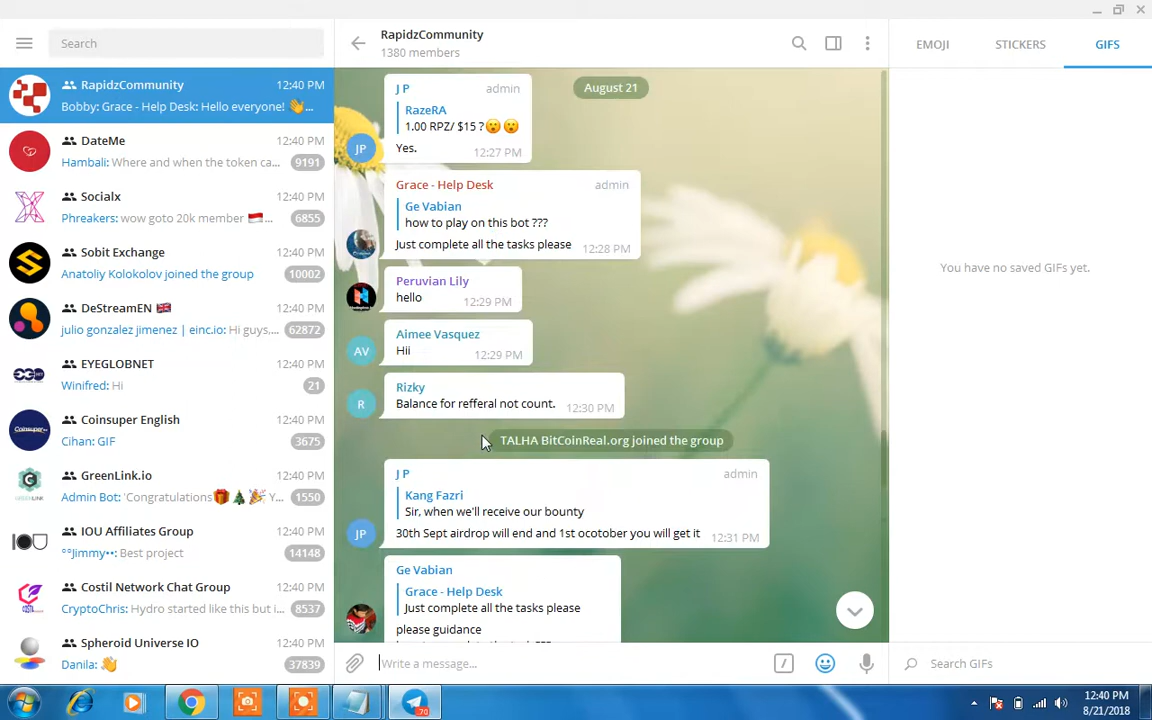 Search
RapidzCommunity
12:40 PM
Bobby: Grace - Help Desk: Hello everyone! 👋...
DateMe
12:40 PM
Hambali: Where and when the token ca...
9191
Socialx
12:40 PM
Phreakers: wow goto 20k member 🇮🇩...
6855
Sobit Exchange
12:40 PM
Anatoliy Kolokolov joined the group
10002
DeStreamEN 🇬🇧
12:40 PM
julio gonzalez jimenez | einc.io: Hi guys,...
62872
EYEGLOBNET
12:40 PM
Winifred: Hi
21
Coinsuper English
12:40 PM
Cihan: GIF
3675
GreenLink.io
12:40 PM
Admin Bot: 'Congratulations🎁🎄🎉 Y...
1550
IOU Affiliates Group
12:40 PM
°°Jimmy••: Best project
14148
Costil Network Chat Group
12:40 PM
CryptoChris: Hydro started like this but i...
8537
Spheroid Universe IO
12:40 PM
Danila: 👋
37839
RapidzCommunity
1380 members
August 21
J P
admin
RazeRA
1.00 RPZ/ $15 ?😮😮
Yes.
12:27 PM
JP
Grace - Help Desk
admin
Ge Vabian
how to play on this bot ???
Just complete all the tasks please
12:28 PM
Peruvian Lily
hello
12:29 PM
Aimee Vasquez
Hii
12:29 PM
AV
Rizky
Balance for refferal not count.
12:30 PM
R
TALHA BitCoinReal.org joined the group
J P
admin
Kang Fazri
Sir, when we'll receive our bounty
30th Sept airdrop will end and 1st ocotober you will get it
12:31 PM
JP
Ge Vabian
Grace - Help Desk
Just complete all the tasks please
please guidance
Write a message...
EMOJI
STICKERS
GIFS
You have no saved GIFs yet.
Search GIFs
70
12:40 PM
8/21/2018